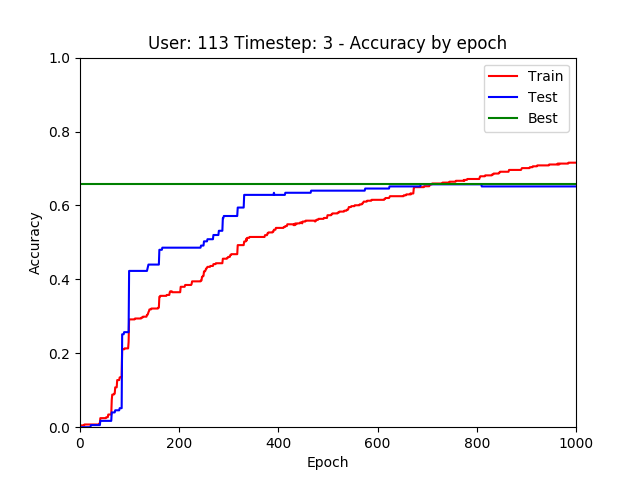 User: 113 Timestep: 3 - Accuracy by epoch
1.0
0.8
0.6
0.4
0.2
0.0
Accuracy
Train
Test
Best
0 200 400 600 800 1000
Epoch